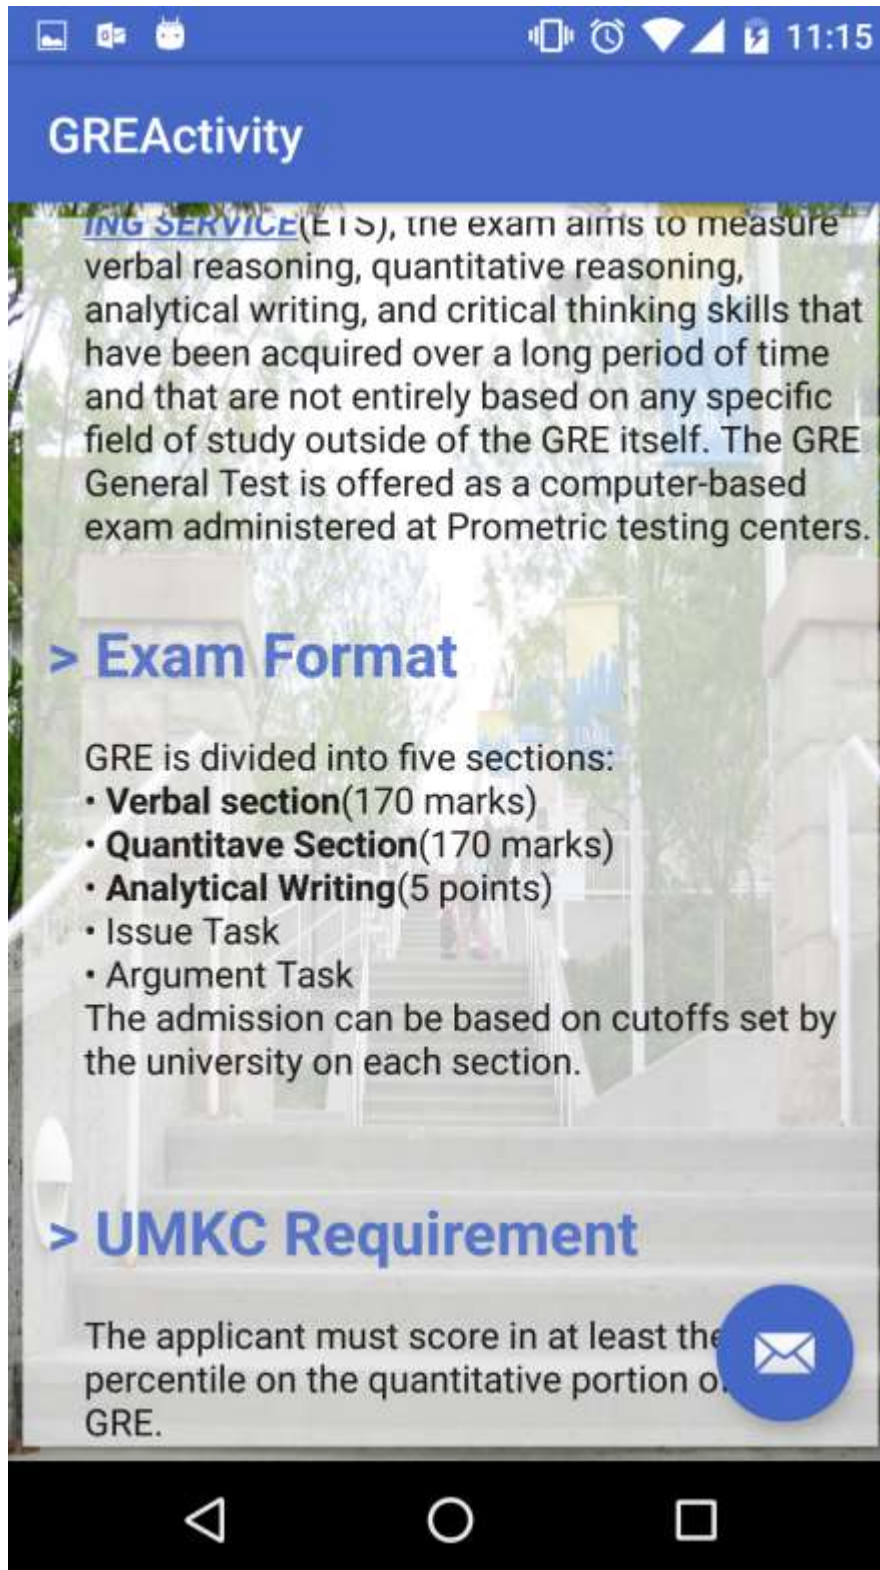 11:15
GREActivity
ING SERVICE(ETS), the exam aims to measure
verbal reasoning, quantitative reasoning,
analytical writing, and critical thinking skills that
have been acquired over a long period of time
and that are not entirely based on any specific
field of study outside of the GRE itself. The GRE
General Test is offered as a computer-based
exam administered at Prometric testing centers.
> Exam Format
GRE is divided into five sections:
• Verbal section(170 marks)
• Quantitave Section(170 marks)
• Analytical Writing(5 points)
• Issue Task
• Argument Task
The admission can be based on cutoffs set by
the university on each section.
> UMKC Requirement
The applicant must score in at least the
percentile on the quantitative portion
GRE.